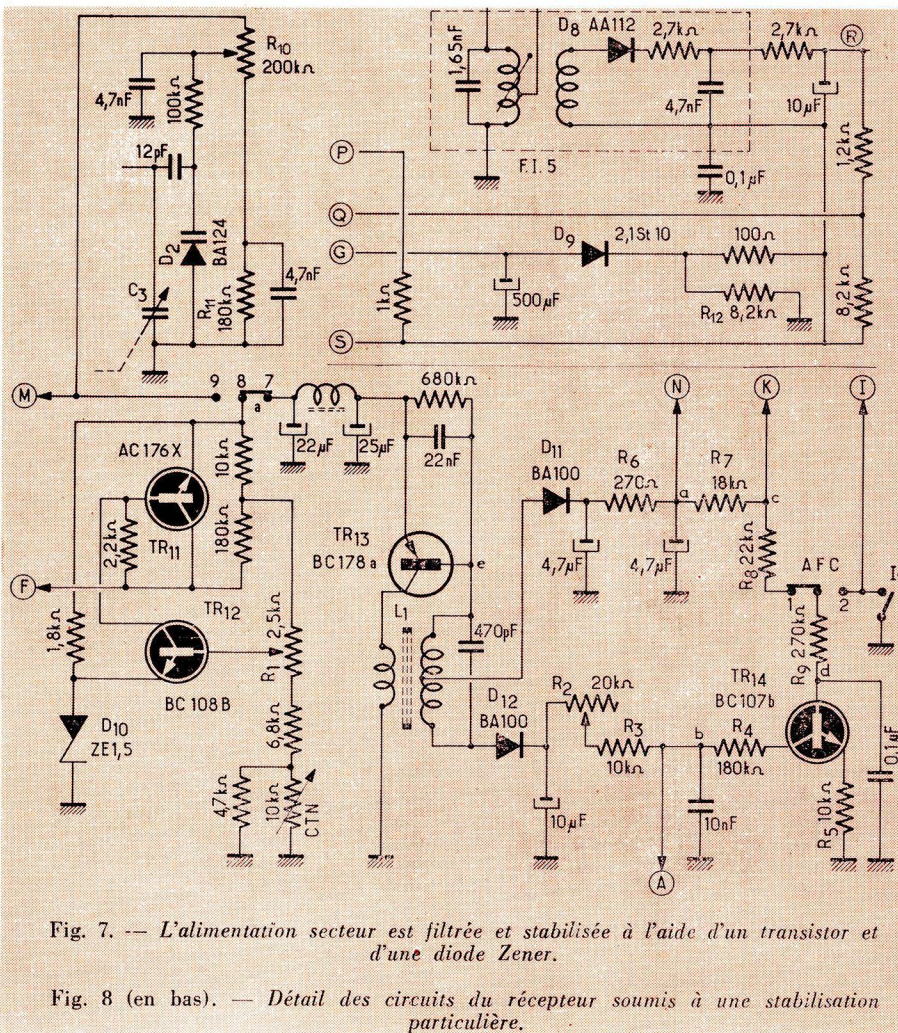 D8 AA112
2,7kΩ
2,7kΩ
R
R10
200kΩ
1,65nF
4,7nF
100kΩ
4,7nF
10µF
12pF
P
F.I.5
0,1µF
1,2kΩ
Q
D2
BA124
G
D9
2,1St 10
100Ω
C3
R11
180kΩ
4,7nF
500µF
1kΩ
R12 8,2kΩ
8,2kΩ
S
M
9
8
7
a
680kΩ
N
K
I
22µF
25µF
22nF
D11
BA100
R6
270Ω
a
R7
18kΩ
c
AC176X
10kΩ
TR11
2,2kΩ
180kΩ
TR13
BC178a
e
4,7µF
4,7µF
R8 22kΩ
AFC
1
2
I
F
TR12
L1
470pF
R9 270kΩ
d
1,8kΩ
2,5kΩ
R1
BC108B
D12
BA100
R2
20kΩ
TR14
BC107b
D10
ZE1,5
6,8kΩ
R3
10kΩ
b
R4
180kΩ
0,1µF
47kΩ
10kΩ
CTN
10µF
10nF
R5 10kΩ
A
Fig. 7. -- L'alimentation secteur est filtrée et stabilisée à l'aide d'un transistor et
d'une diode Zener.
Fig. 8 (en bas). — Détail des circuits du récepteur soumis à une stabilisation
particulière.